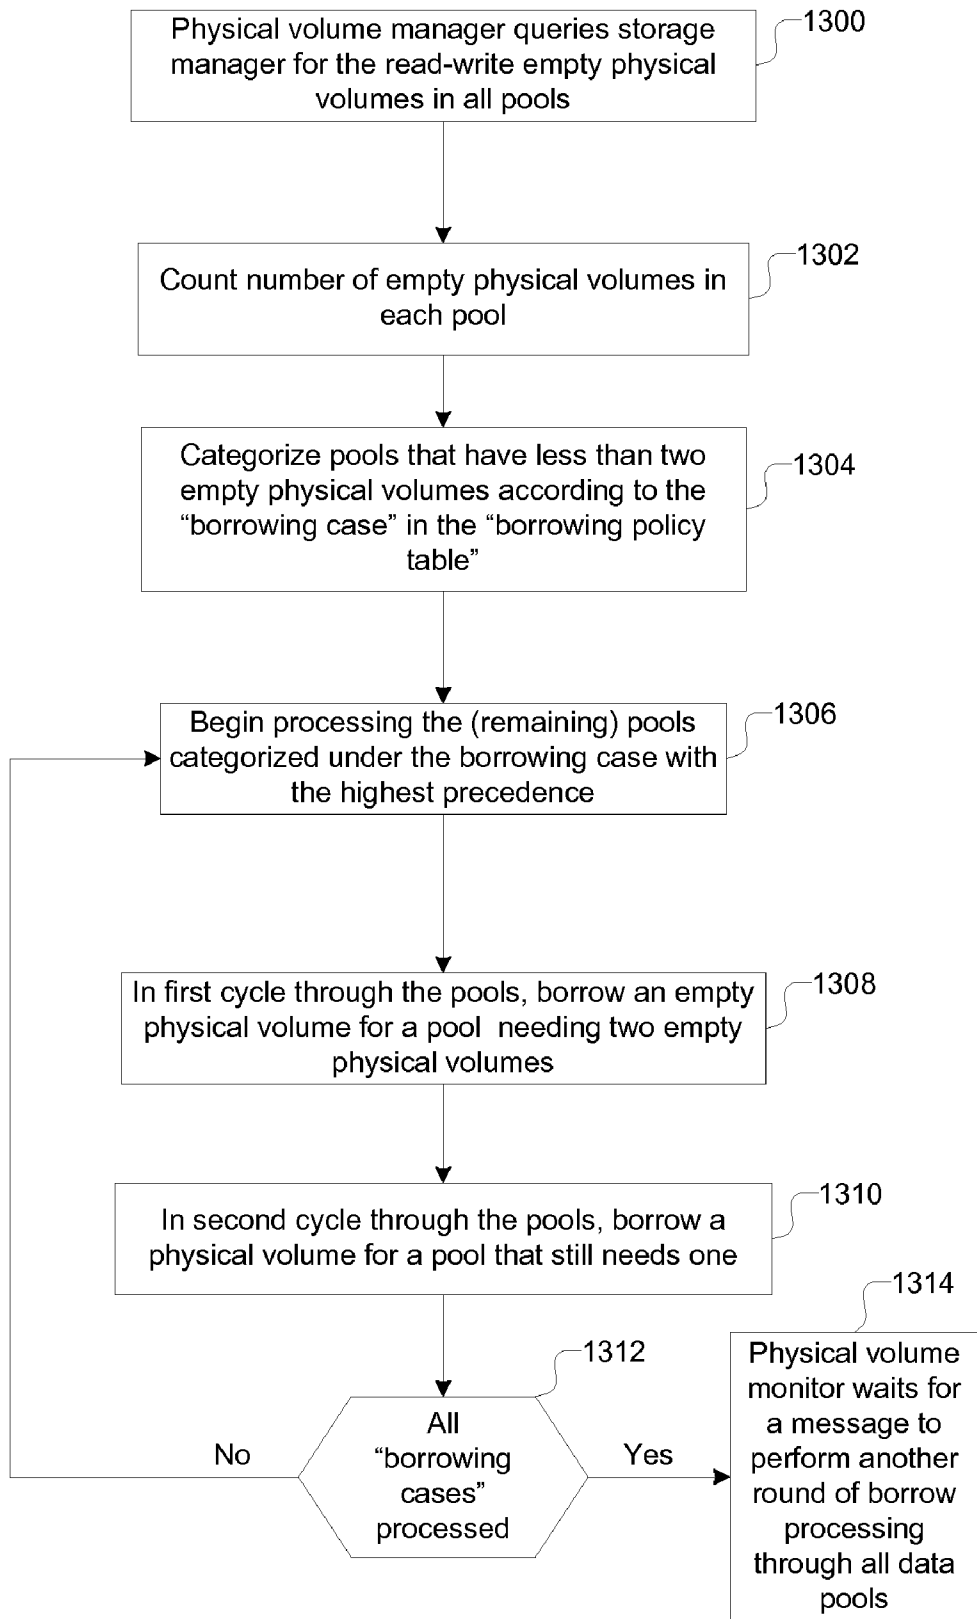 Physical volume manager queries storage
manager for the read-write empty physical
volumes in all pools
1300
Count number of empty physical volumes in
each pool
1302
Categorize pools that have less than two
empty physical volumes according to the
“borrowing case” in the “borrowing policy
table”
1304
Begin processing the (remaining) pools
categorized under the borrowing case with
the highest precedence
1306
In first cycle through the pools, borrow an empty
physical volume for a pool needing two empty
physical volumes
1308
In second cycle through the pools, borrow a
physical volume for a pool that still needs one
1310
All
“borrowing
cases”
processed
1312
No
Yes
1314
Physical volume
monitor waits for
a message to
perform another
round of borrow
processing
through all data
pools